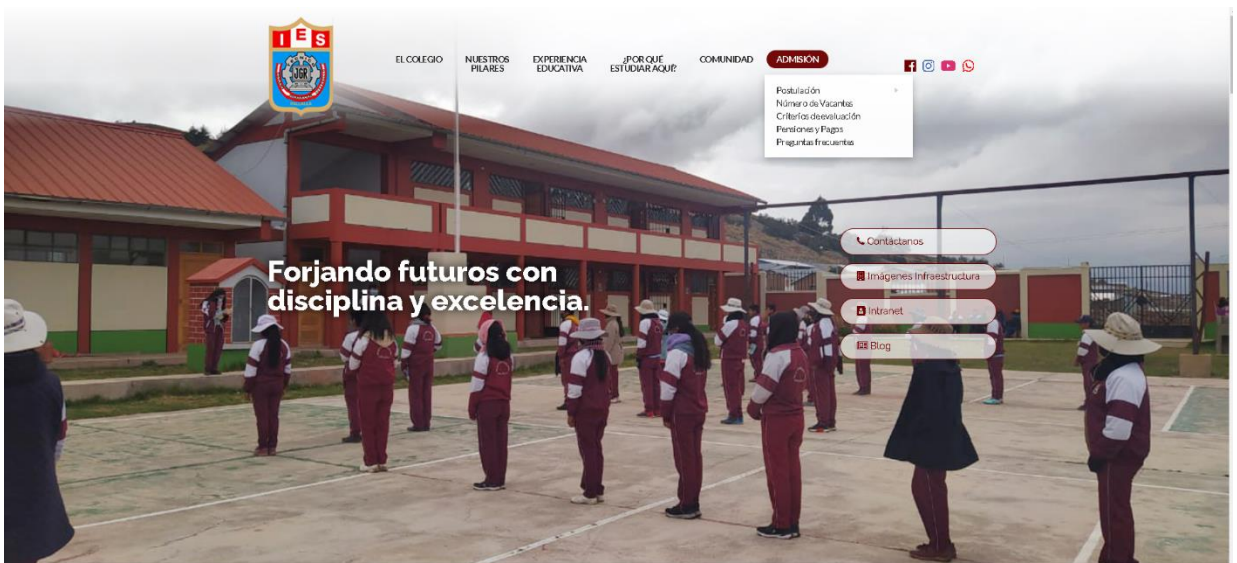 IES
JGR
EL COLEGIO
NUESTROS
PILARES
EXPERIENCIA
EDUCATIVA
¿POR QUÉ
ESTUDIAR AQUÍ?
COMUNIDAD
ADMISIÓN
Postulación
Número de Vacantes
Criterios de evaluación
Pensiones y Pagos
Preguntas frecuentes
Contáctanos
Imágenes Infraestructura
Intranet
Blog
Forjando futuros con
disciplina y excelencia.